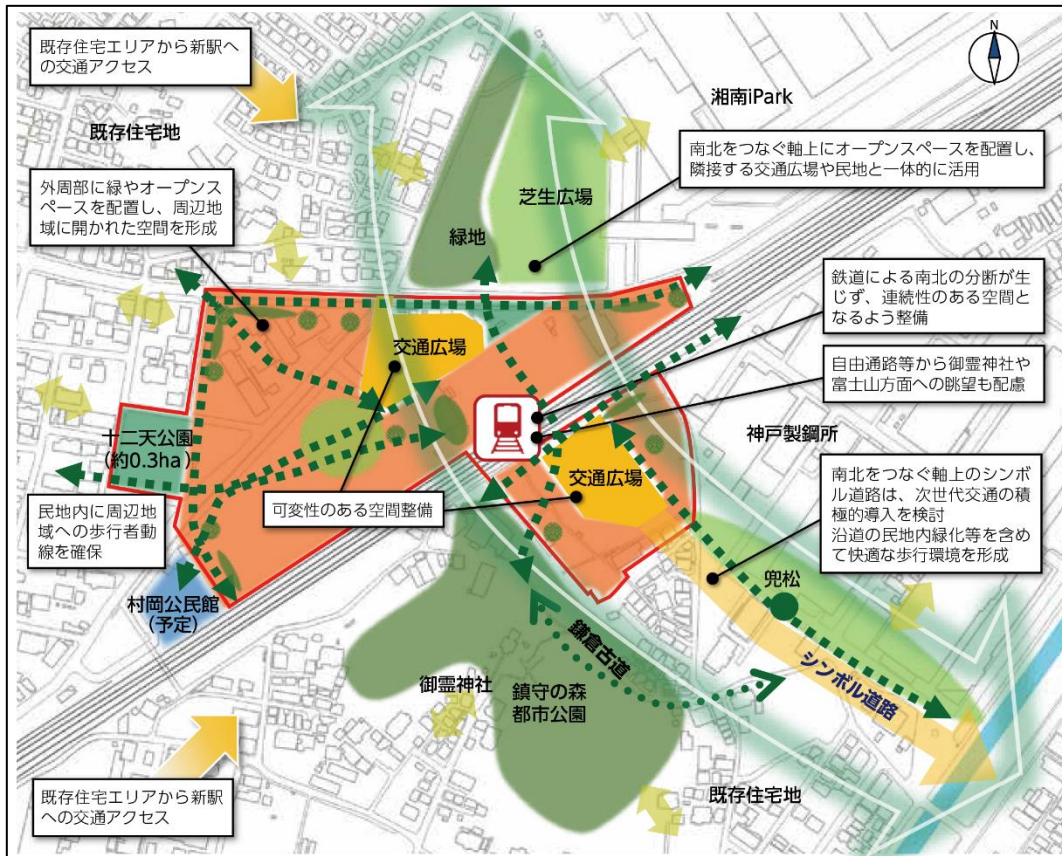 既存住宅エリアから新駅へ
の交通アクセス
N
湘南iPark
既存住宅地
南北をつなぐ軸上にオープンスペースを配置し、
隣接する交通広場や民地と一体的に活用
外周部に緑やオープンス
ペースを配置し、周辺地
域に開かれた空間を形成
芝生広場
緑地
鉄道による南北の分断が生
じず、連続性のある空間と
なるよう整備
交通広場
自由通路等から御霊神社や
富士山方面への眺望も配慮
十二天公園
(約0.3ha)
神戸製鋼所
交通広場
南北をつなぐ軸上のシンボ
ル道路は、次世代交通の積
極的導入を検討
沿道の民地内緑化等を含め
て快適な歩行環境を形成
可変性のある空間整備
民地内に周辺地
域への歩行者動
線を確保
兜松
村岡公民館
(予定)
鎌倉古道
シンボル道路
御霊神社
鎮守の森
都市公園
既存住宅エリアから新駅
への交通アクセス
既存住宅地